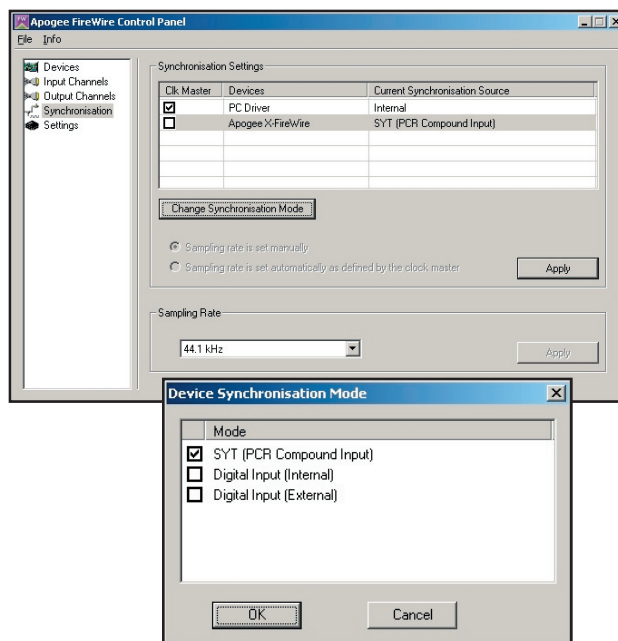 Apogee FireWire Control Panel
File Info
Devices
Input Channels
Output Channels
Synchronisation
Settings
Synchronisation Settings
Clk Master Devices Current Synchronisation Source
PC Driver Internal
Apogee X-FireWire SYT (PCR Compound Input)
Change Synchronisation Mode
Sampling rate is set manually
Sampling rate is set automatically as defined by the clock master
Apply
Sampling Rate
44.1 kHz
Apply
Device Synchronisation Mode
Mode
SYT (PCR Compound Input)
Digital Input (Internal)
Digital Input (External)
OK Cancel